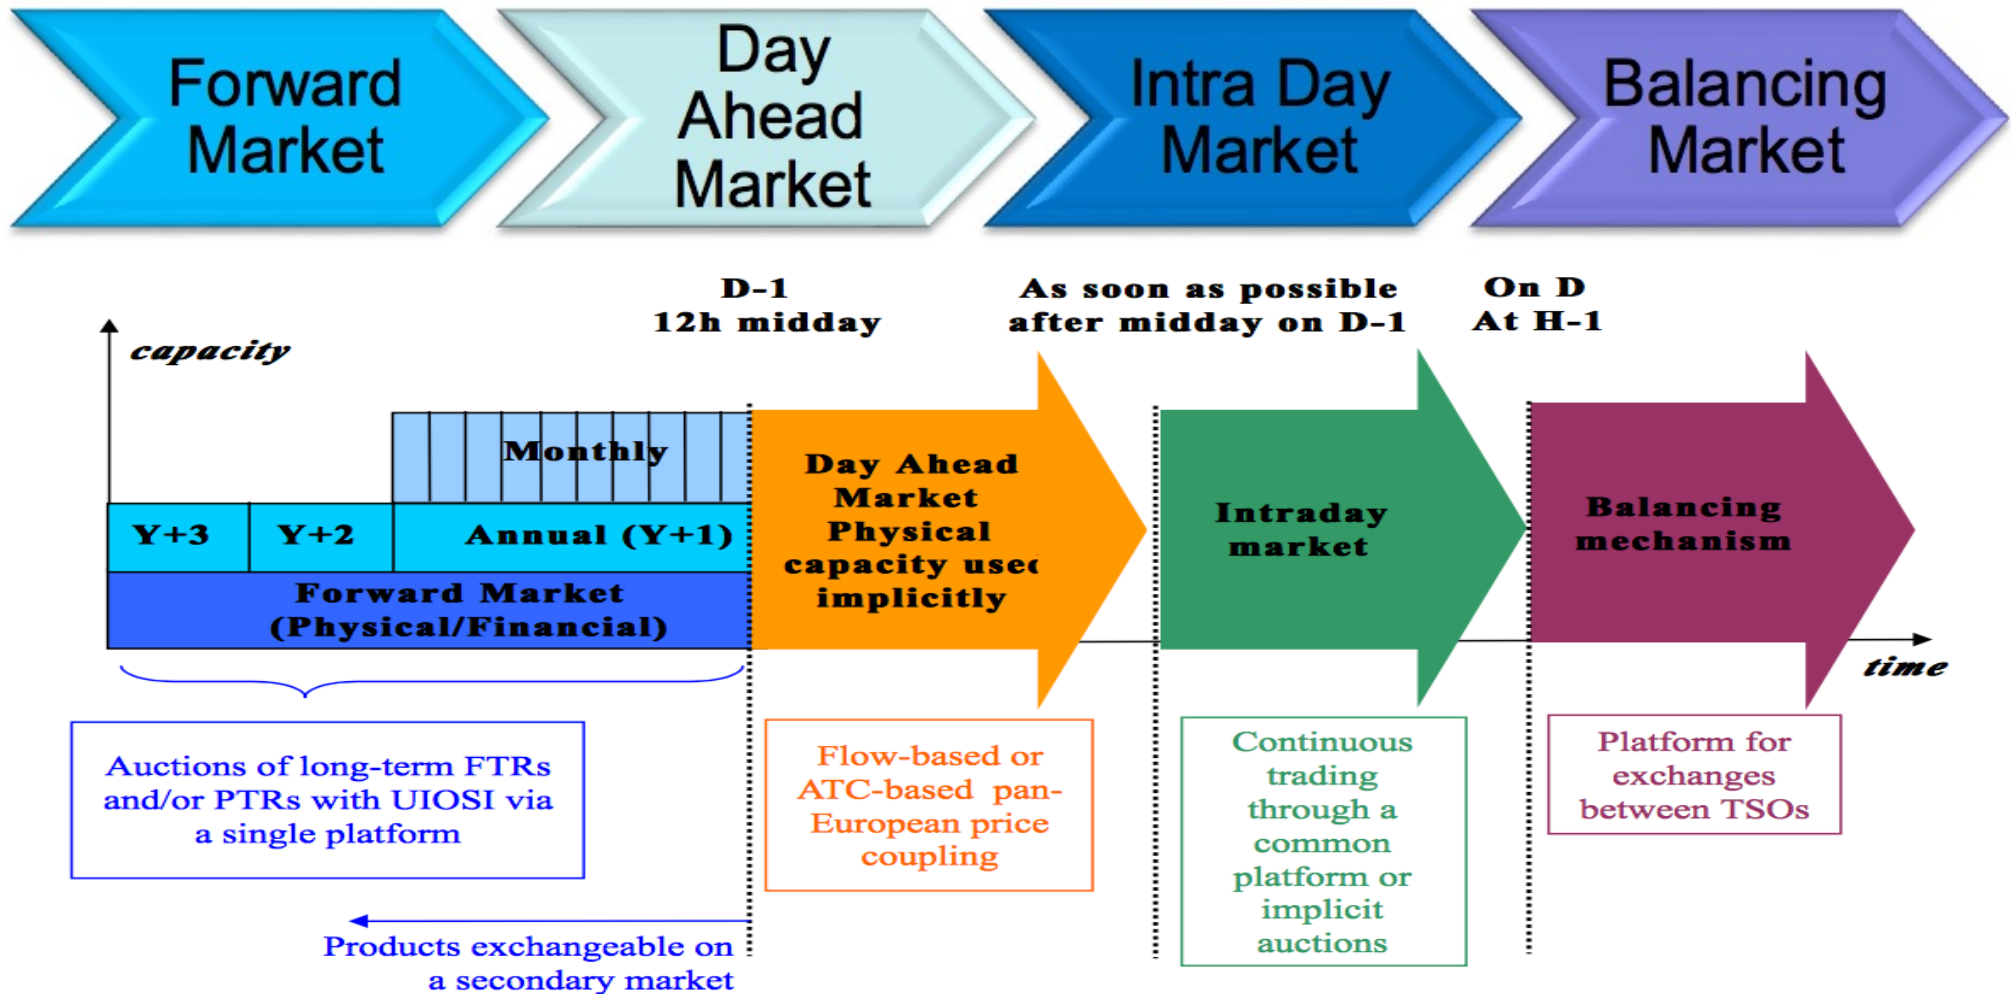 Forward
Market
Day
Ahead
Market
Intra Day
Market
Balancing
Market
D-1
12h midday
As soon as possible
after midday on D-1
On D
At H-1
capacity
Monthly
Y+3
Y+2
Annual (Y+1)
Forward Market
(Physical/Financial)
Day Ahead
Market
Physical
capacity used
implicitly
Intraday
market
Balancing
mechanism
time
Auctions of long-term FTRs
and/or PTRs with UIOSI via
a single platform
Flow-based or
ATC-based pan-
European price
coupling
Continuous
trading
through a
common
platform or
implicit
auctions
Platform for
exchanges
between TSOs
Products exchangeable on
a secondary market